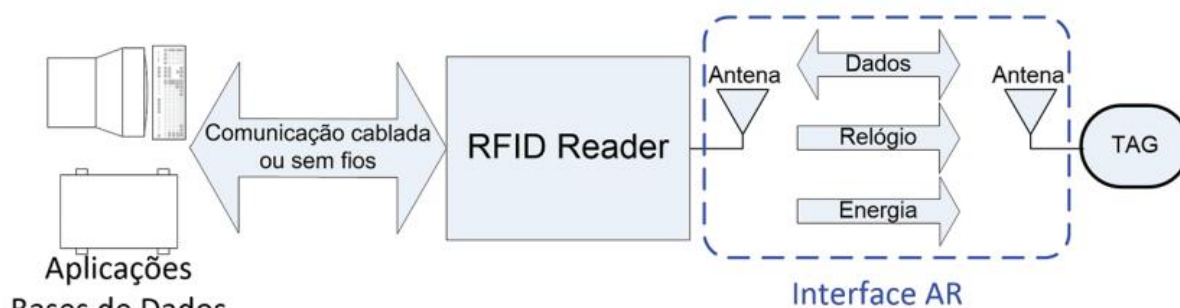 Comunicação cablada
ou sem fios
RFID Reader
Antena
Dados
Relógio
Energia
Antena
TAG
Aplicações
Bases de Dados
Interface AR